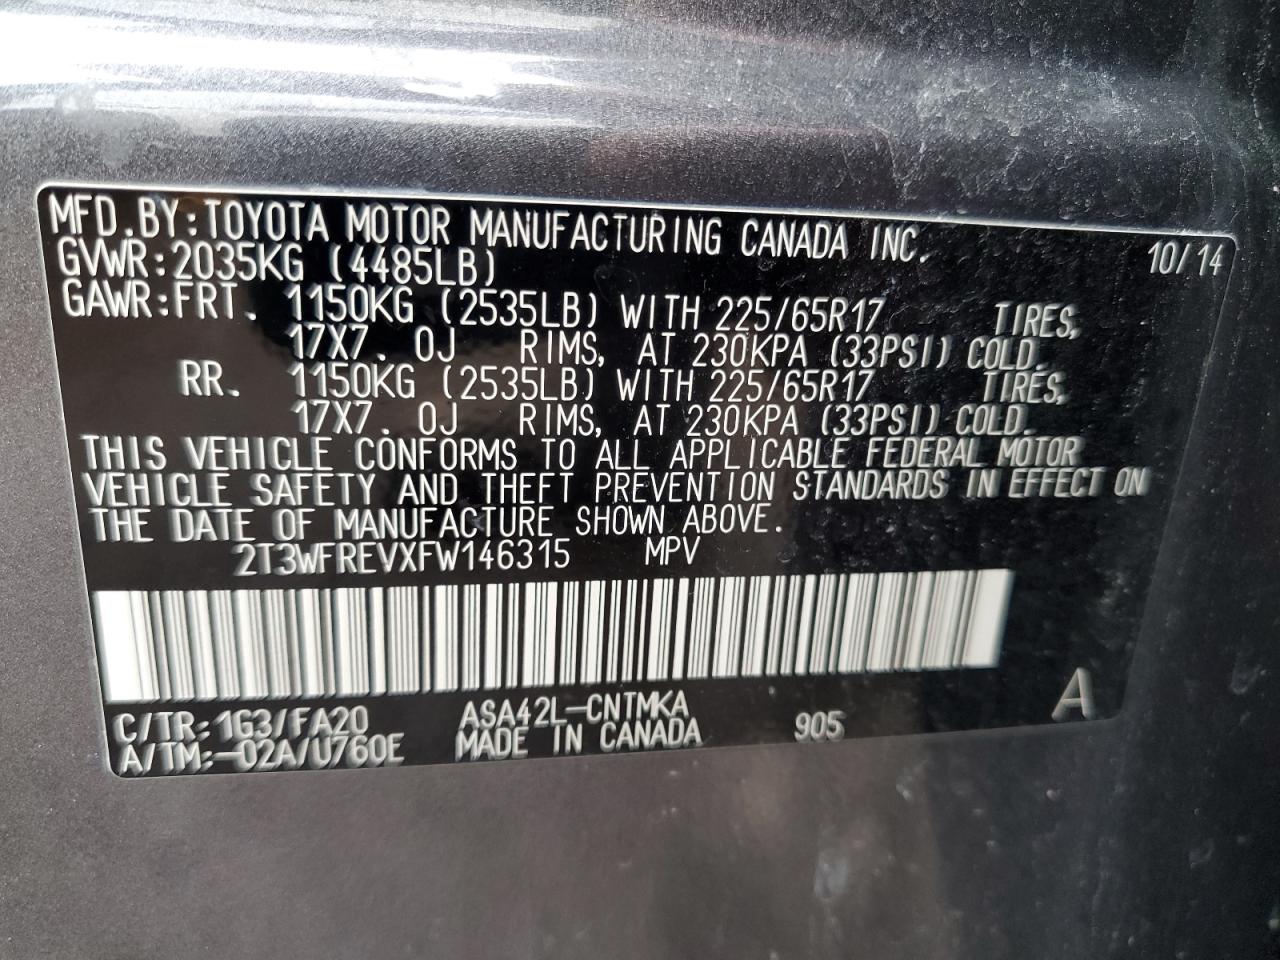 MFD.BY:TOYOTA MOTOR MANUFACTURING CANADA INC. 10/14
GVWR:2035KG (4485LB)
GAWR:FRT. 1150KG (2535LB) WITH 225/65R17 TIRES,
17X7.0J RIMS, AT 230KPA (33PSI) COLD.
RR. 1150KG (2535LB) WITH 225/65R17 TIRES,
17X7.0J RIMS, AT 230KPA (33PSI) COLD.
THIS VEHICLE CONFORMS TO ALL APPLICABLE FEDERAL MOTOR
VEHICLE SAFETY AND THEFT PREVENTION STANDARDS IN EFFECT ON
THE DATE OF MANUFACTURE SHOWN ABOVE.
2T3WFREVXFW146315 MPV
C/TR:1G3/FA20 ASA42L-CNTMKA 905 A
A/TM:-02A/U760E MADE IN CANADA